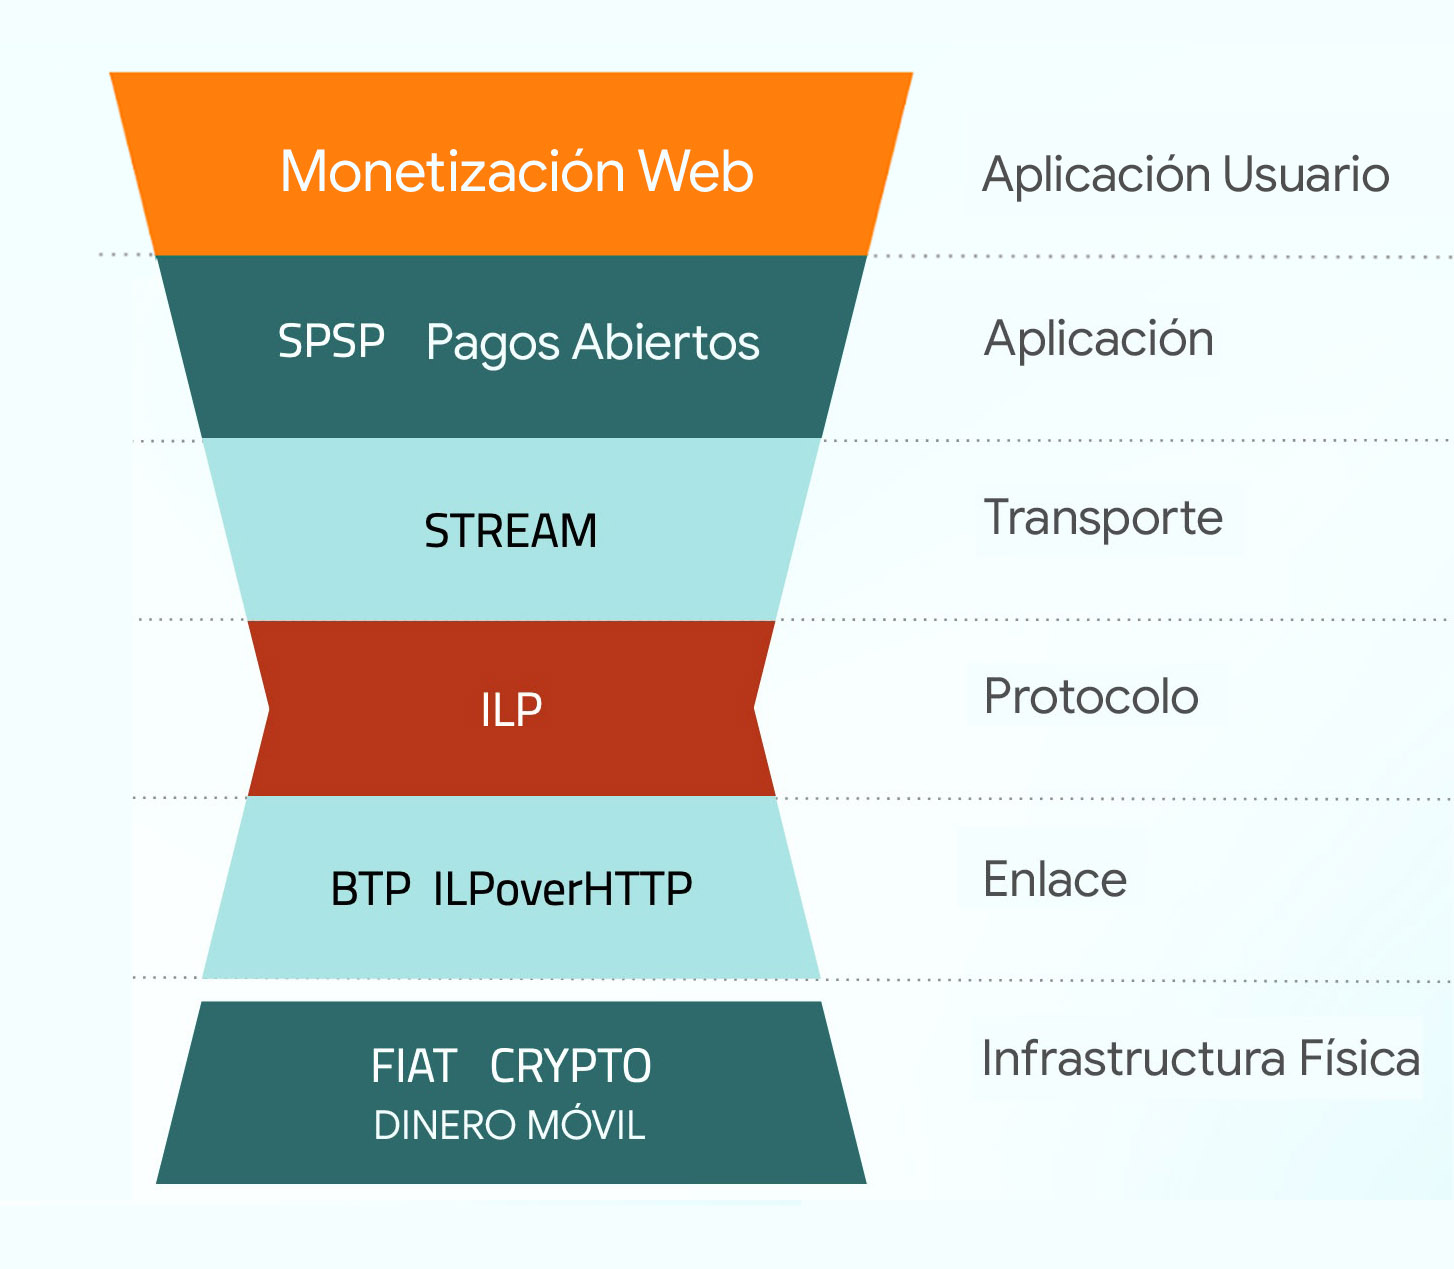 Monetización Web
Aplicación Usuario
SPSP Pagos Abiertos
Aplicación
STREAM
Transporte
ILP
Protocolo
BTP ILPoverHTTP
Enlace
FIAT CRYPTO
DINERO MÓVIL
Infrastructura Física